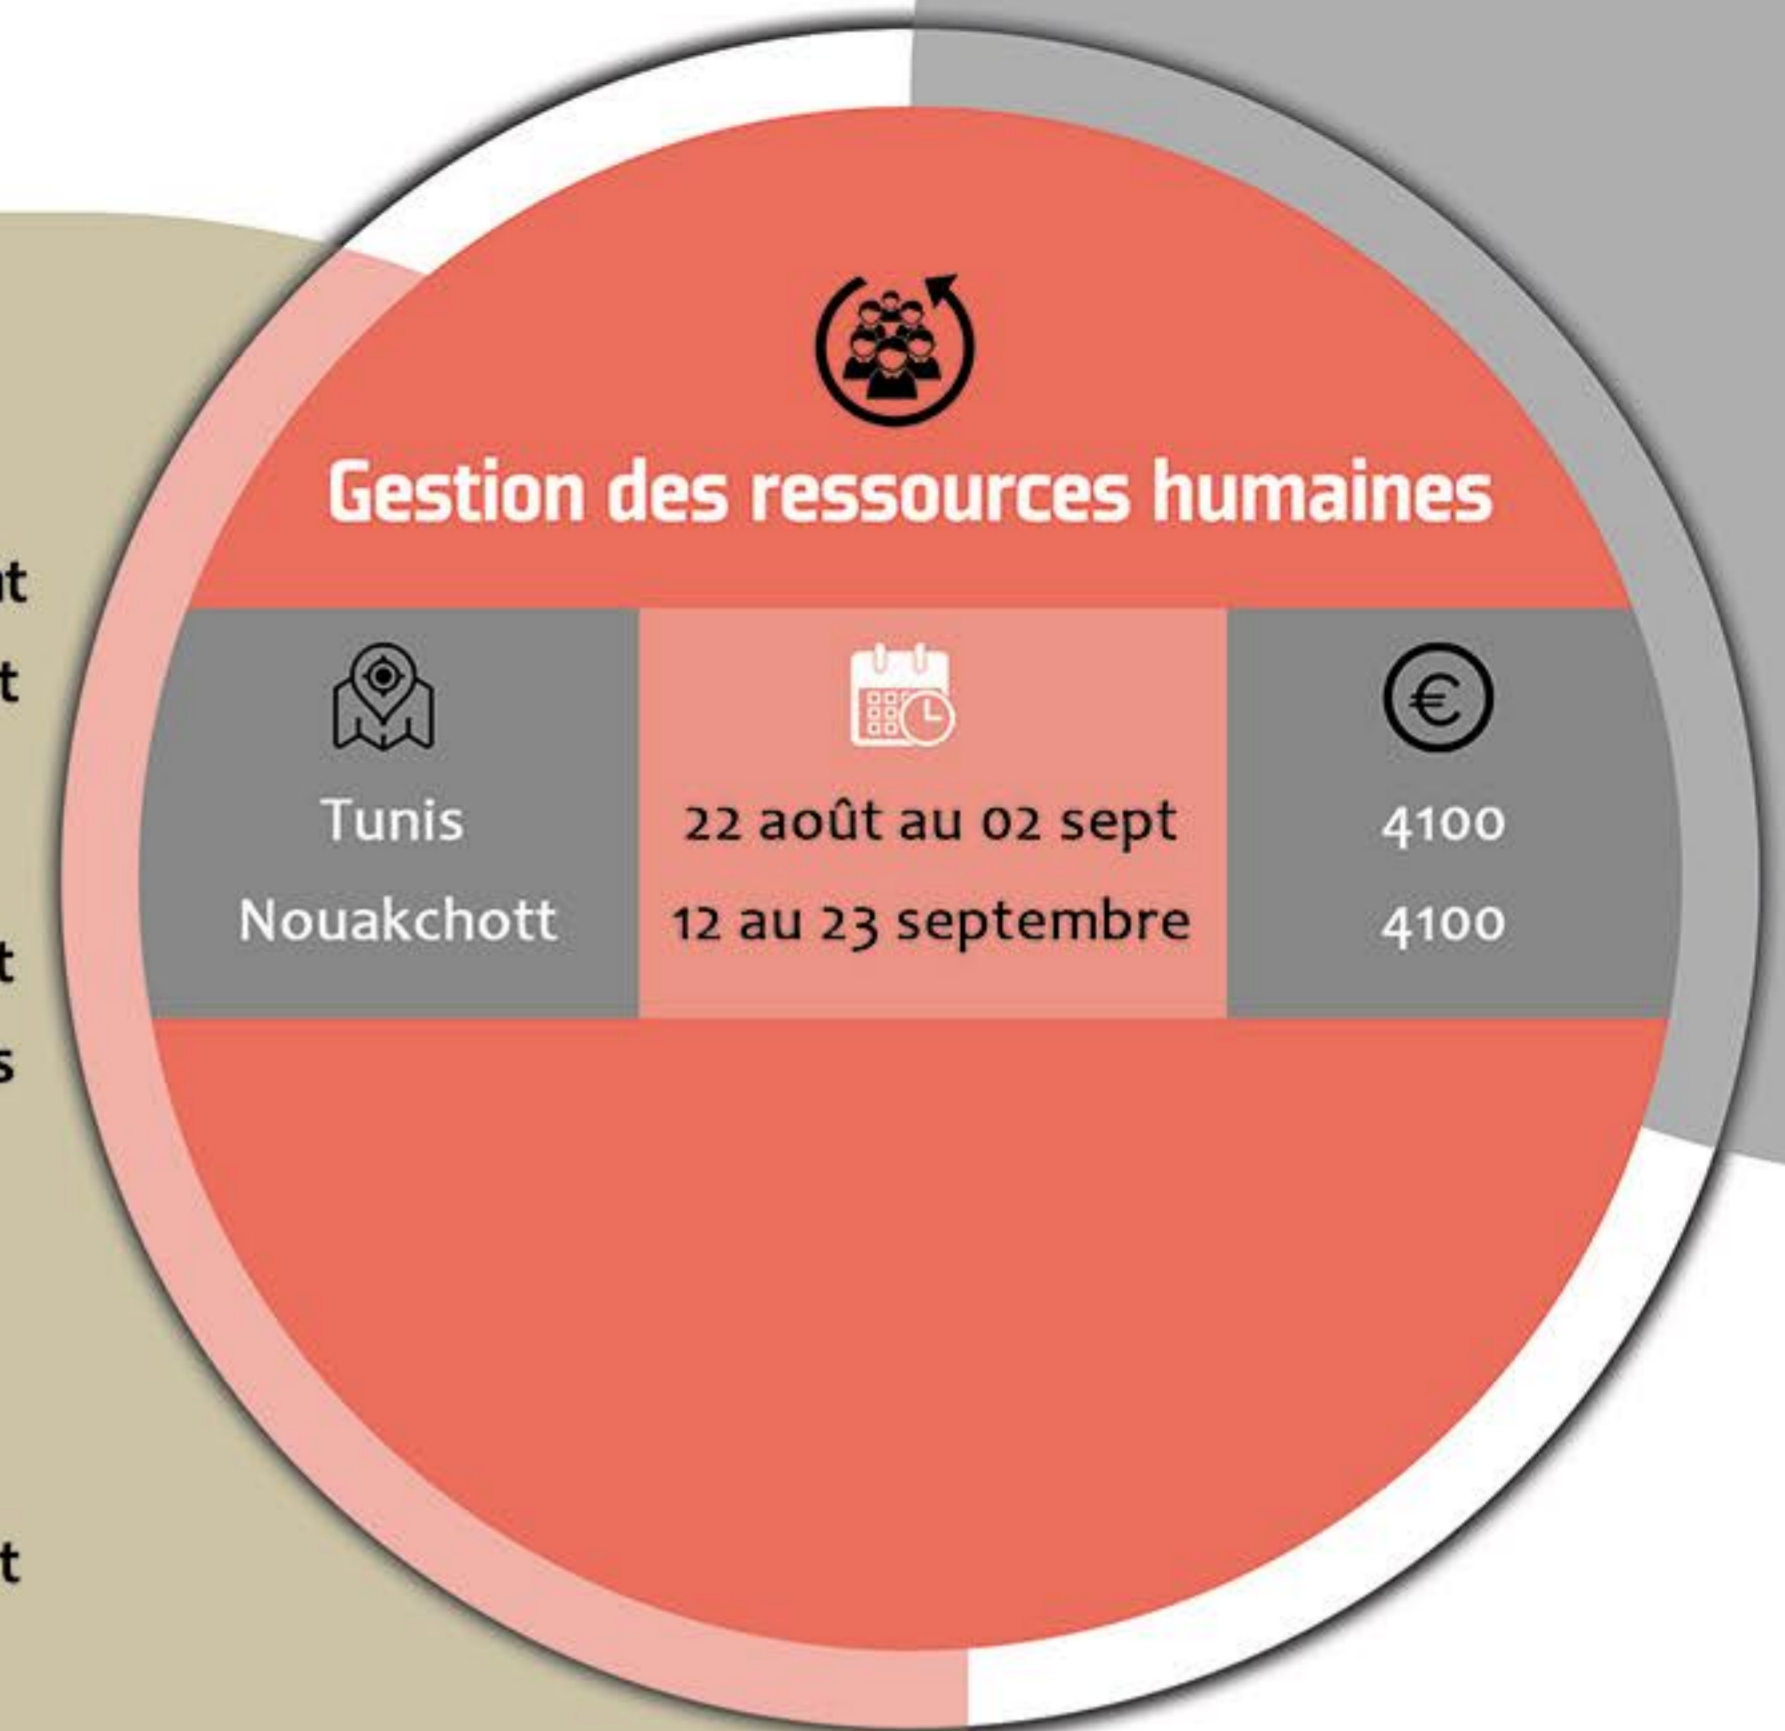 Gestion des ressources humaines
€
Tunis 22 août au 02 sept 4100
Nouakchott 12 au 23 septembre 4100